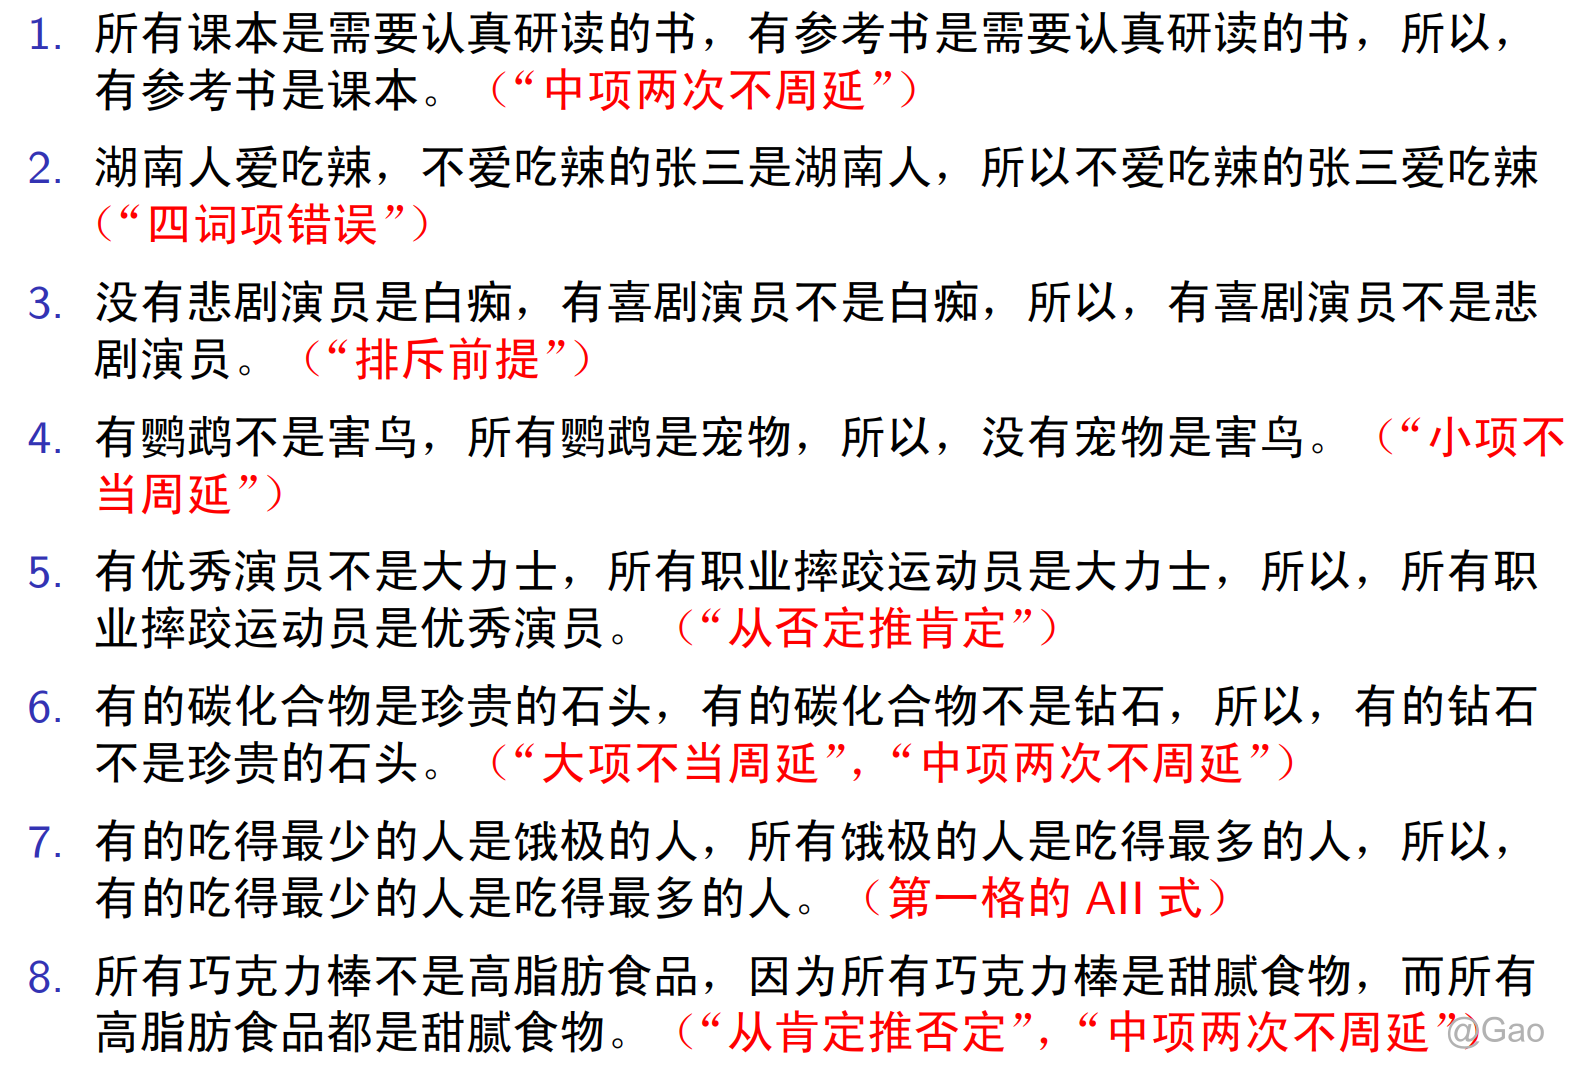 1. 所有课本是需要认真研读的书，有参考书是需要认真研读的书，所以，
有参考书是课本。（“中项两次不周延”）
2. 湖南人爱吃辣，不爱吃辣的张三是湖南人，所以不爱吃辣的张三爱吃辣
（“四词项错误”）
3. 没有悲剧演员是白痴，有喜剧演员不是白痴，所以，有喜剧演员不是悲
剧演员。（“排斥前提”）
4. 有鹦鹉不是害鸟，所有鹦鹉是宠物，所以，没有宠物是害鸟。（“小项不
当周延”）
5. 有优秀演员不是大力士，所有职业摔跤运动员是大力士，所以，所有职
业摔跤运动员是优秀演员。（“从否定推肯定”）
6. 有的碳化合物是珍贵的石头，有的碳化合物不是钻石，所以，有的钻石
不是珍贵的石头。（“大项不当周延”，“中项两次不周延”）
7. 有的吃得最少的人是饿极的人，所有饿极的人是吃得最多的人，所以，
有的吃得最少的人是吃得最多的人。（第一格的 AII 式）
8. 所有巧克力棒不是高脂肪食品，因为所有巧克力棒是甜腻食物，而所有
高脂肪食品都是甜腻食物。（“从肯定推否定”，“中项两次不周延”）
@Gao